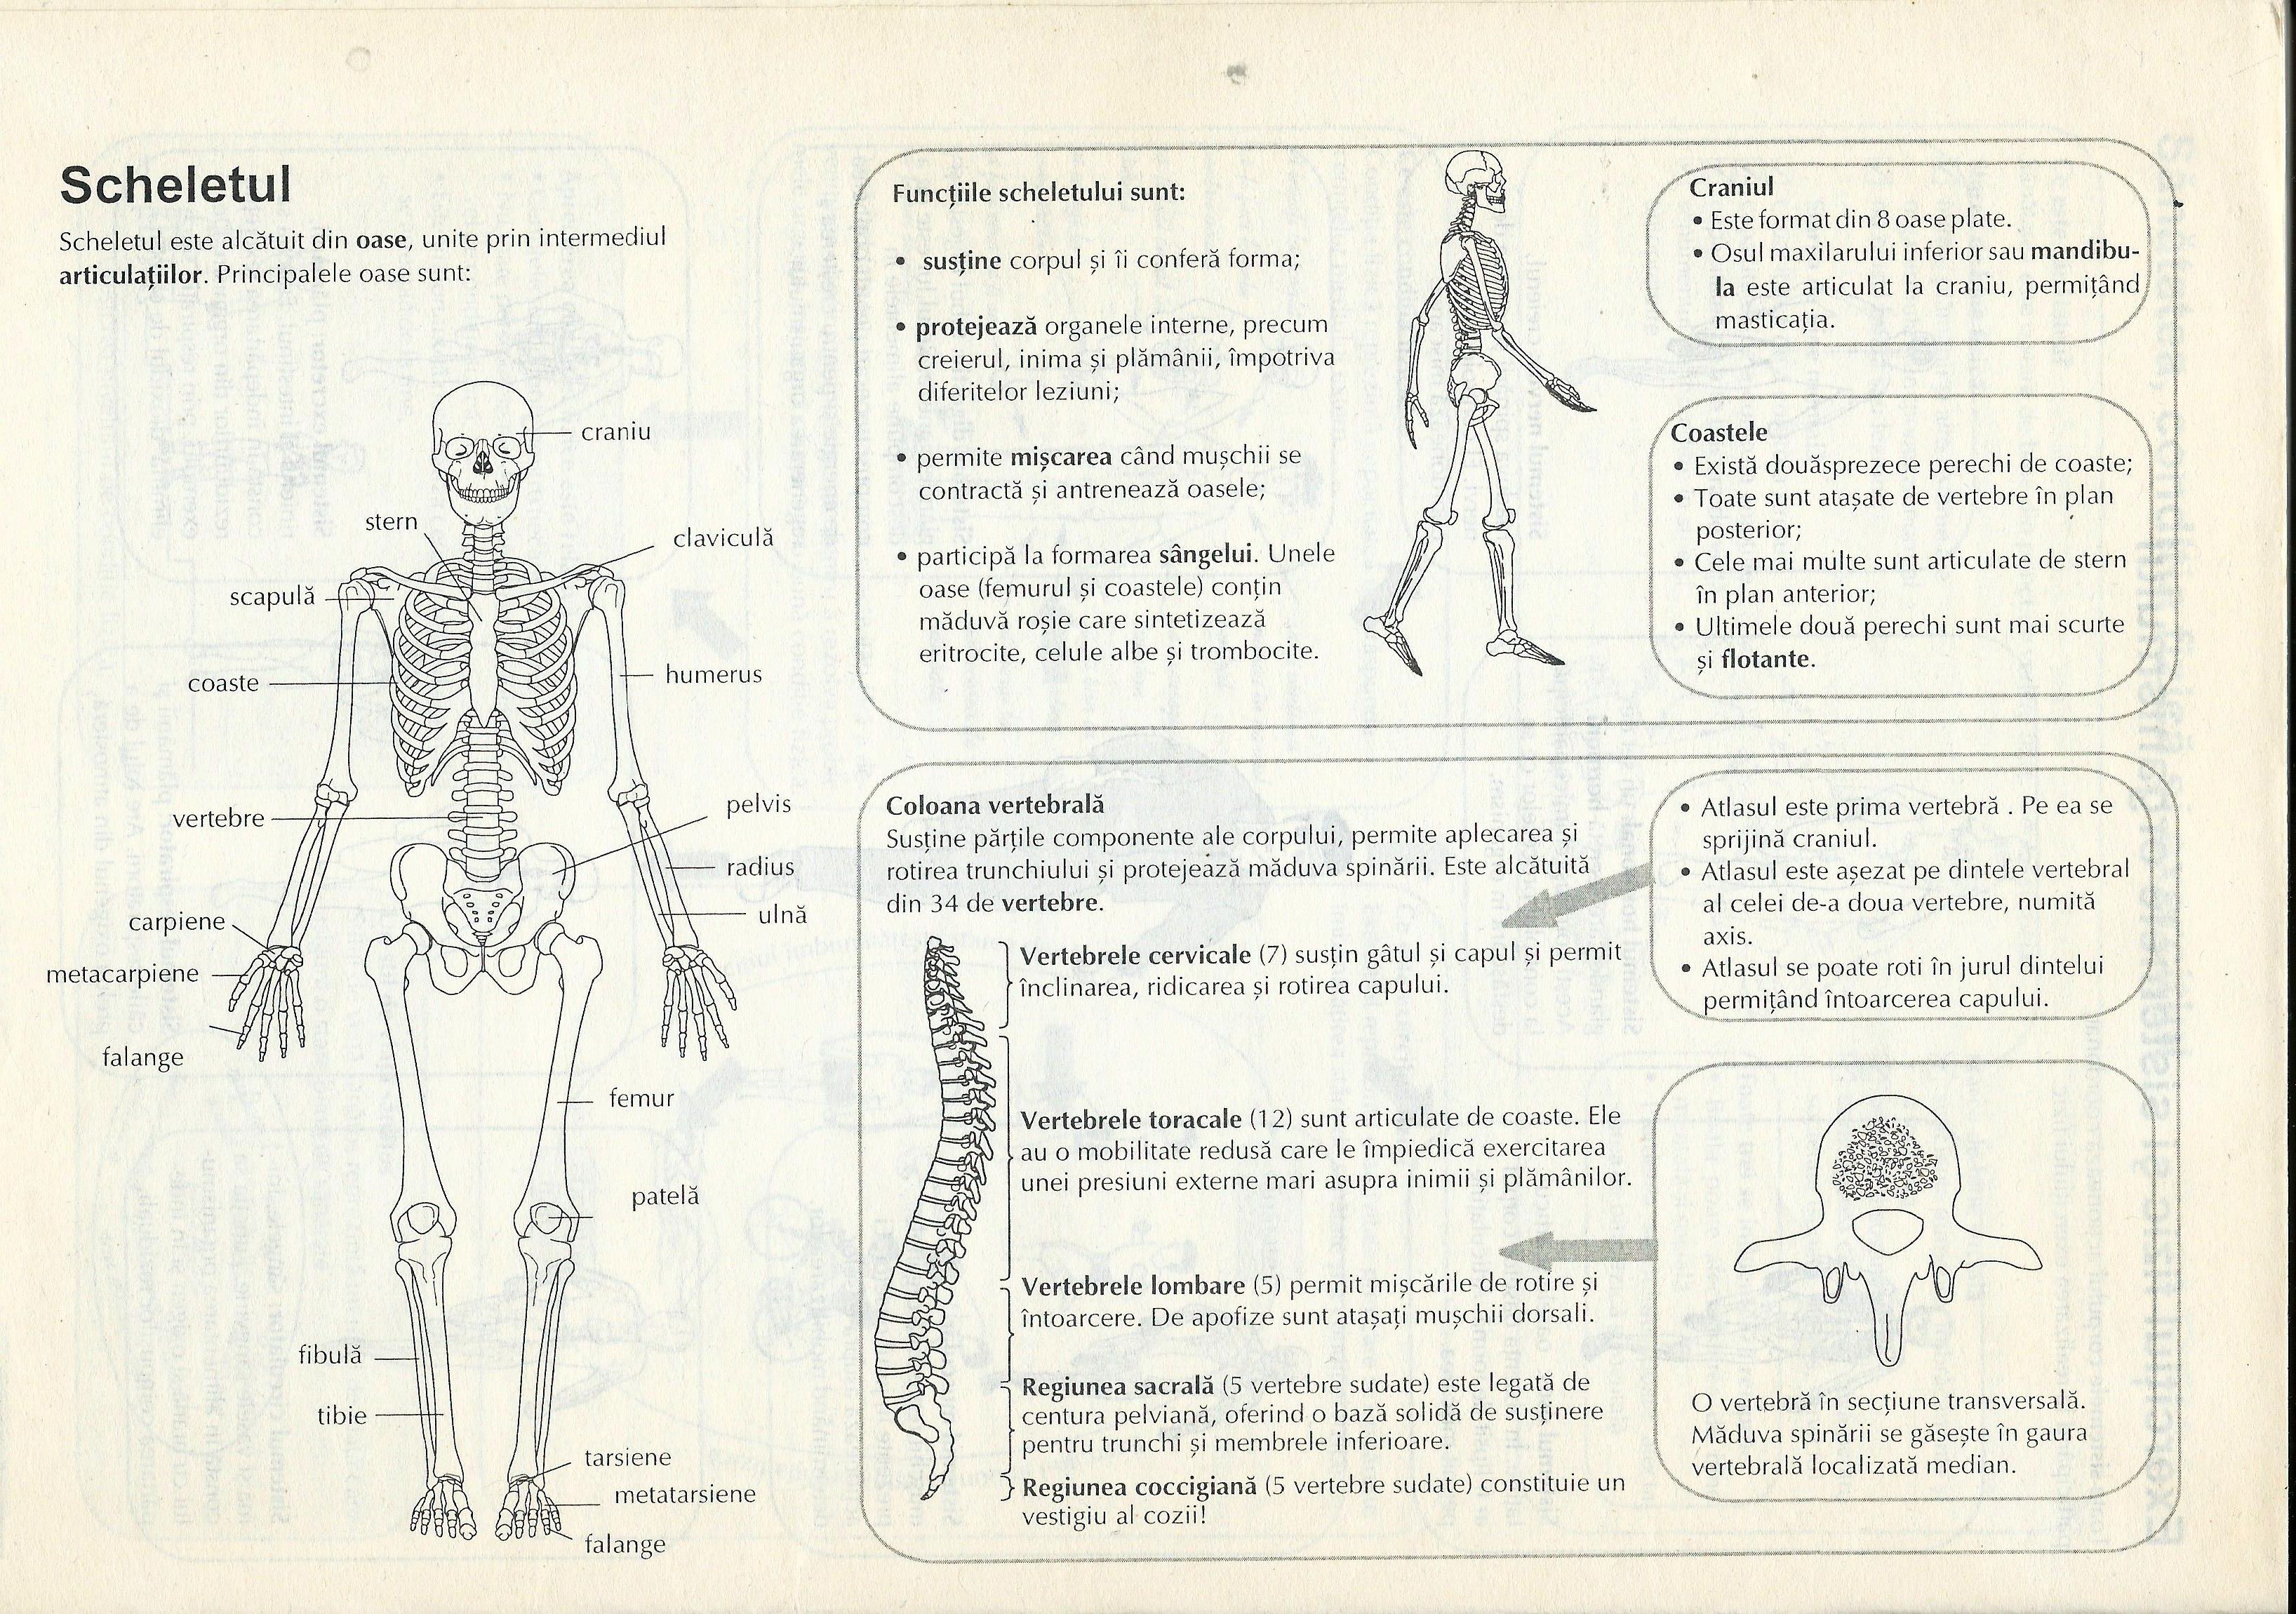 Scheletul
Scheletul este alcătuit din oase, unite prin intermediul
articulațiilor. Principalele oase sunt:
craniu
stern
claviculă
scapulă
coaste
humerus
vertebre
pelvis
radius
ulnă
carpiene
metacarpiene
falange
femur
patelă
fibulă
tibie
tarsiene
metatarsiene
falange
Funcțiile scheletului sunt:
• susține corpul și îi conferă forma;
• protejează organele interne, precum
creierul, inima și plămânii, împotriva
diferitelor leziuni;
• permite mișcarea când mușchii se
contractă și antrenează oasele;
• participă la formarea sângelui. Unele
oase (femurul și coastele) conțin
măduvă roșie care sintetizează
eritrocite, celule albe și trombocite.
Craniul
• Este format din 8 oase plate.
• Osul maxilarului inferior sau mandibu-
la este articulat la craniu, permițând
masticația.
Coastele
• Există douăsprezece perechi de coaste;
• Toate sunt atașate de vertebre în plan
posterior;
• Cele mai multe sunt articulate de stern
în plan anterior;
• Ultimele două perechi sunt mai scurte
și flotante.
Coloana vertebrală
Susține părțile componente ale corpului, permite aplecarea și
rotirea trunchiului și protejează măduva spinării. Este alcătuită
din 34 de vertebre.
Vertebrele cervicale (7) susțin gâtul și capul și permit
înclinarea, ridicarea și rotirea capului.
Vertebrele toracale (12) sunt articulate de coaste. Ele
au o mobilitate redusă care le împiedică exercitarea
unei presiuni externe mari asupra inimii și plămânilor.
Vertebrele lombare (5) permit mișcările de rotire și
întoarcere. De apofize sunt atașați mușchii dorsali.
Regiunea sacrală (5 vertebre sudate) este legată de
centura pelviană, oferind o bază solidă de susținere
pentru trunchi și membrele inferioare.
Regiunea coccigiană (5 vertebre sudate) constituie un
vestigiu al cozii!
• Atlasul este prima vertebră . Pe ea se
sprijină craniul.
• Atlasul este așezat pe dintele vertebral
al celei de-a doua vertebre, numită
axis.
• Atlasul se poate roti în jurul dintelui
permițând întoarcerea capului.
O vertebră în secțiune transversală.
Măduva spinării se găsește în gaura
vertebrală localizată median.